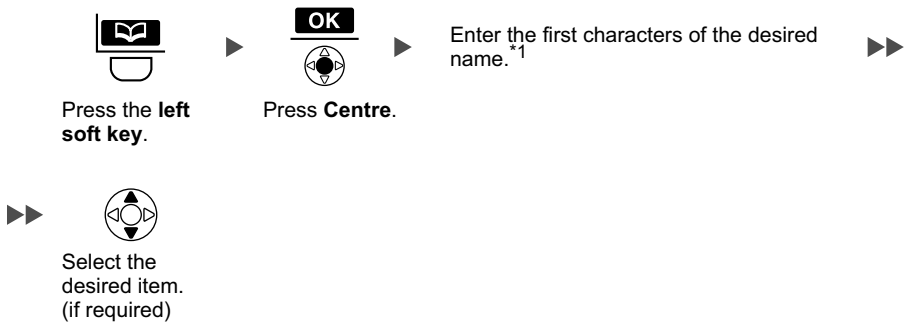 OK
Enter the first characters of the desired
name.*1
Press the left
soft key.
Press Centre.
Select the
desired item.
(if required)